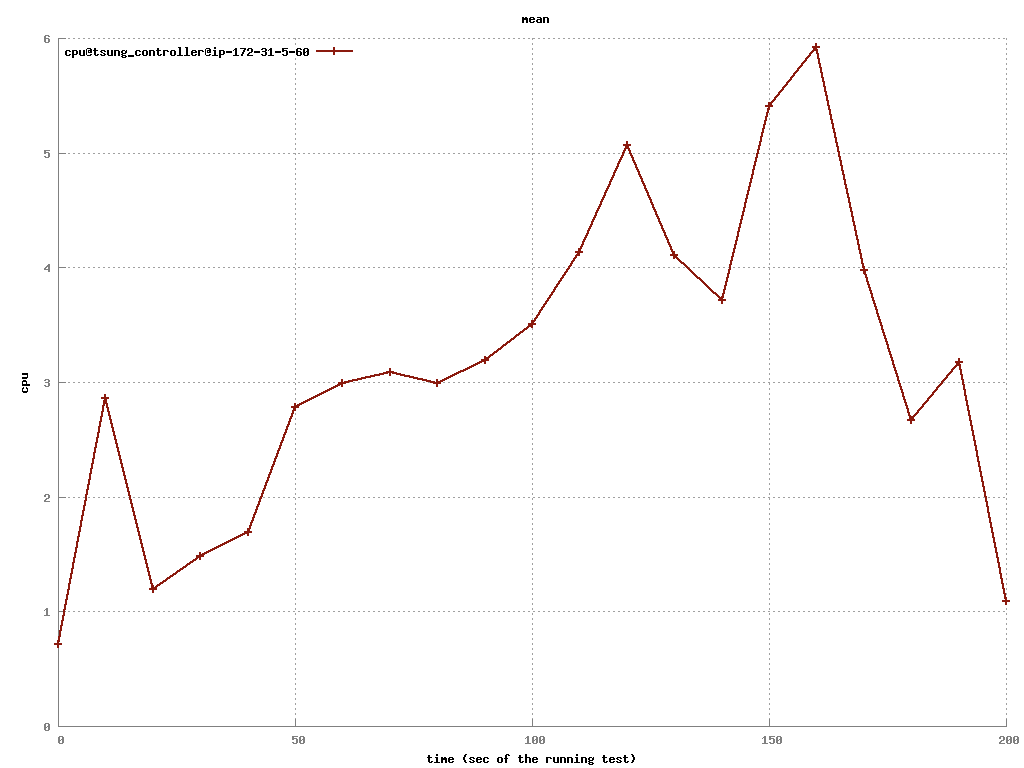 mean
6
cpu@tsung_controller@ip-172-31-5-60
5
4
3
cpu
2
1
0
0 50 100 150 200
time (sec of the running test)